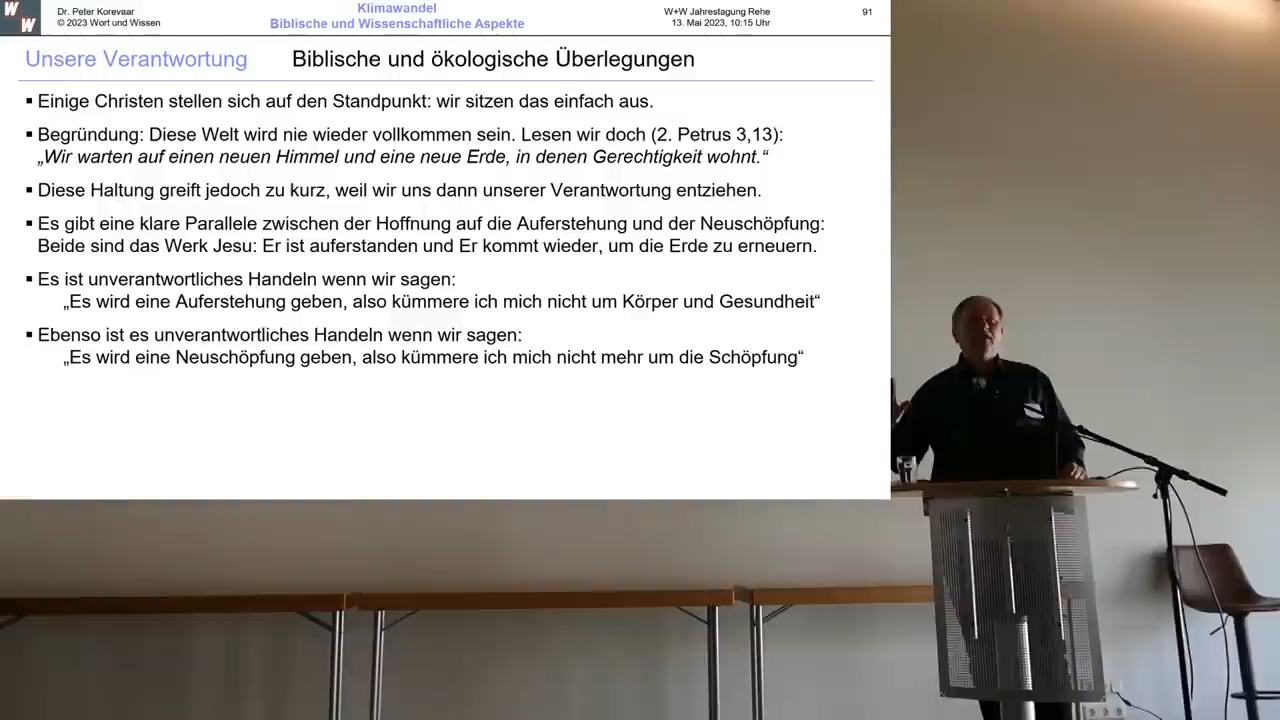 W W
Dr. Peter Korevaar
© 2023 Wort und Wissen
Klimawandel
Biblische und Wissenschaftliche Aspekte
W+W Jahrestagung Rehe
13. Mai 2023, 10:15 Uhr
91
Unsere Verantwortung Biblische und ökologische Überlegungen
▪ Einige Christen stellen sich auf den Standpunkt: wir sitzen das einfach aus.
▪ Begründung: Diese Welt wird nie wieder vollkommen sein. Lesen wir doch (2. Petrus 3,13):
„Wir warten auf einen neuen Himmel und eine neue Erde, in denen Gerechtigkeit wohnt.“
▪ Diese Haltung greift jedoch zu kurz, weil wir uns dann unserer Verantwortung entziehen.
▪ Es gibt eine klare Parallele zwischen der Hoffnung auf die Auferstehung und der Neuschöpfung:
Beide sind das Werk Jesu: Er ist auferstanden und Er kommt wieder, um die Erde zu erneuern.
▪ Es ist unverantwortliches Handeln wenn wir sagen:
„Es wird eine Auferstehung geben, also kümmere ich mich nicht um Körper und Gesundheit“
▪ Ebenso ist es unverantwortliches Handeln wenn wir sagen:
„Es wird eine Neuschöpfung geben, also kümmere ich mich nicht mehr um die Schöpfung“